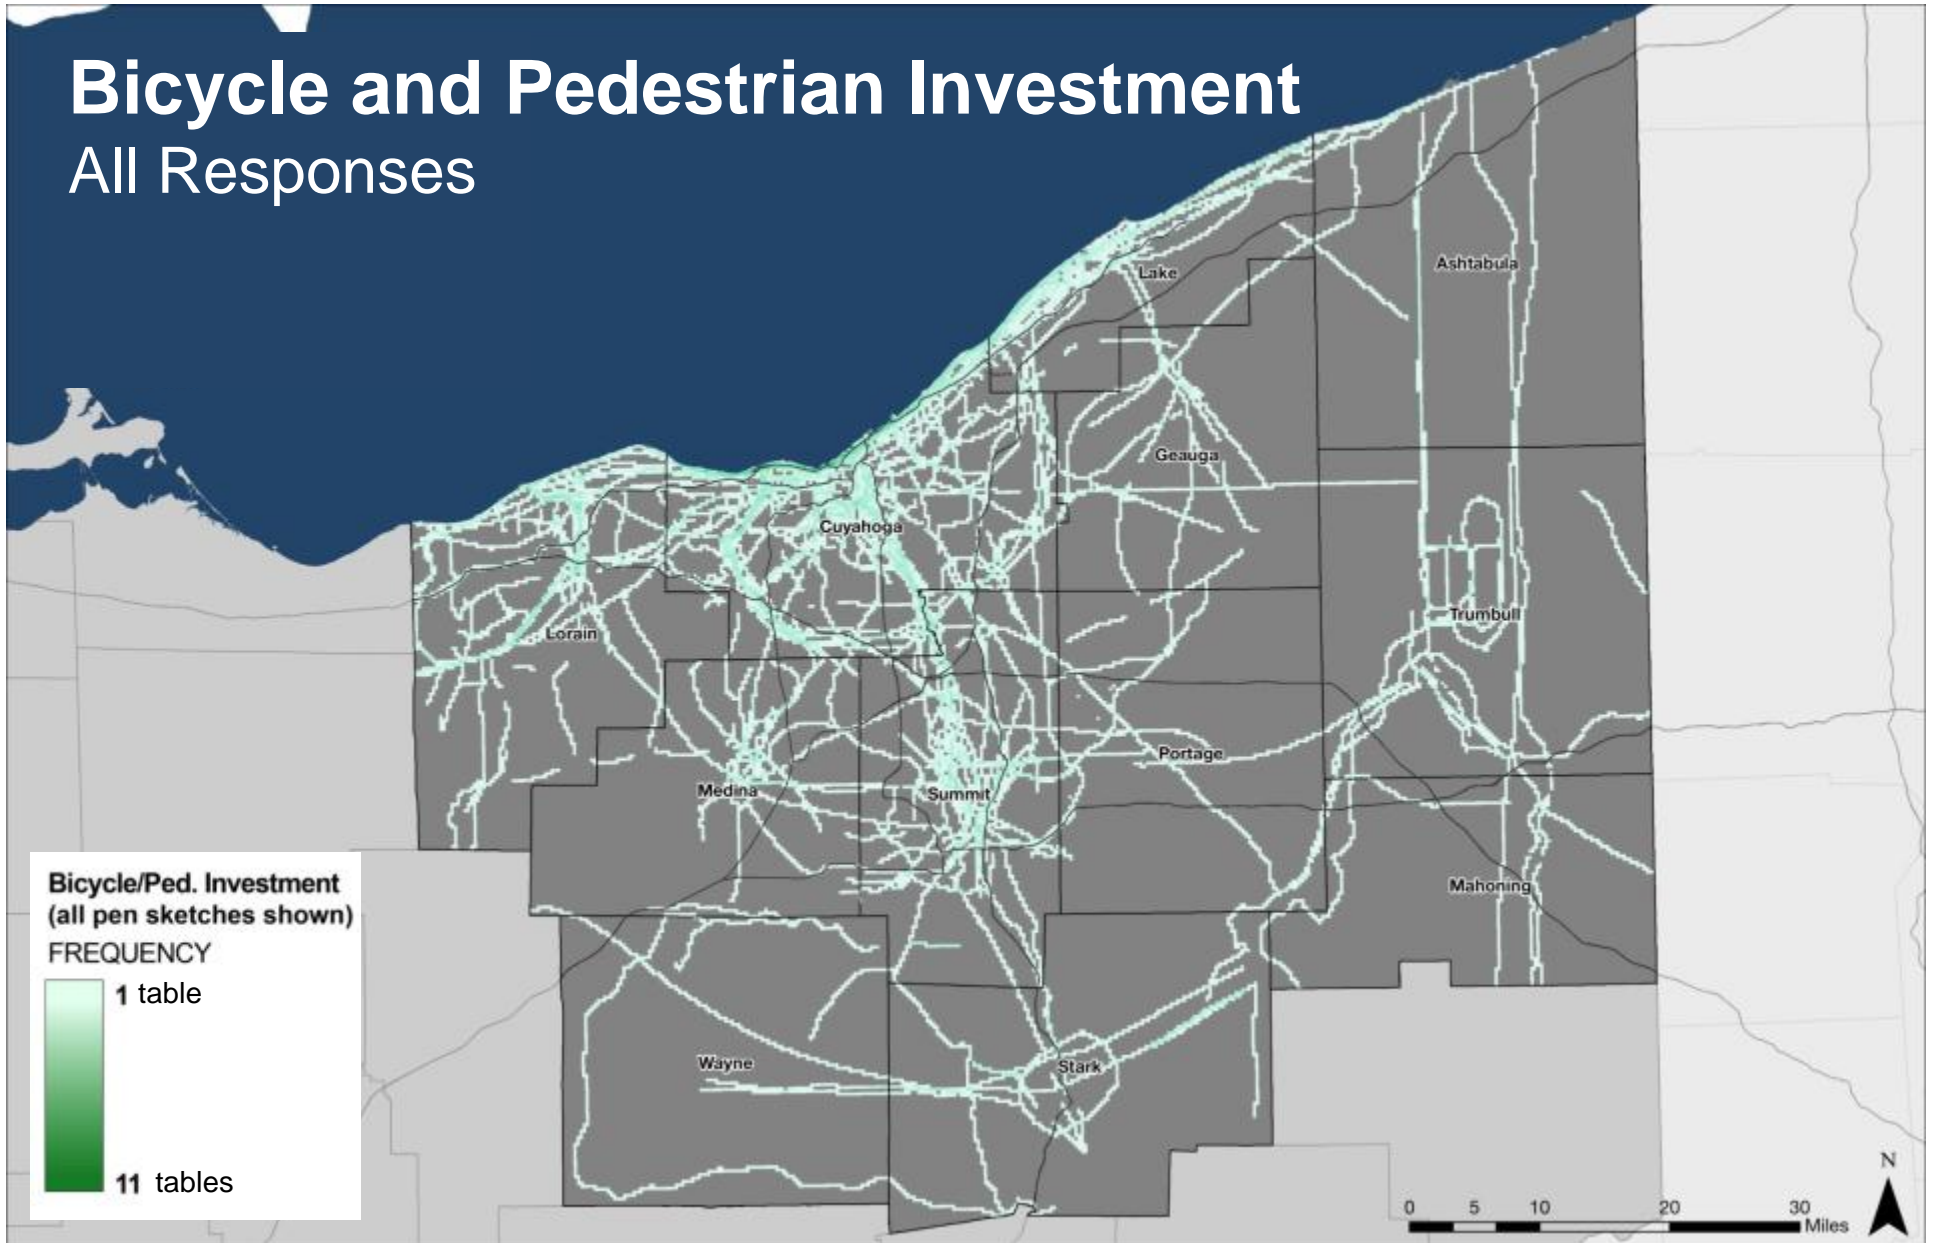 Bicycle and Pedestrian Investment
All Responses
Lake
Ashtabula
Geauga
Cuyahoga
Lorain
Trumbull
Portage
Medina
Summit
Mahoning
Wayne
Stark
Bicycle/Ped. Investment
(all pen sketches shown)
FREQUENCY
1 table
11 tables
N
0 5 10 20 30
Miles